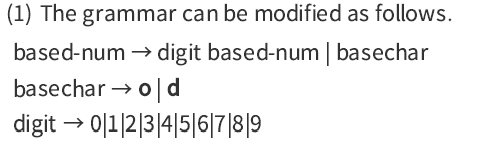 (1) The grammar can be modified as follows.
based-num → digit based-num | basechar
basechar → o | d
digit → 0|1|2|3|4|5|6|7|8|9